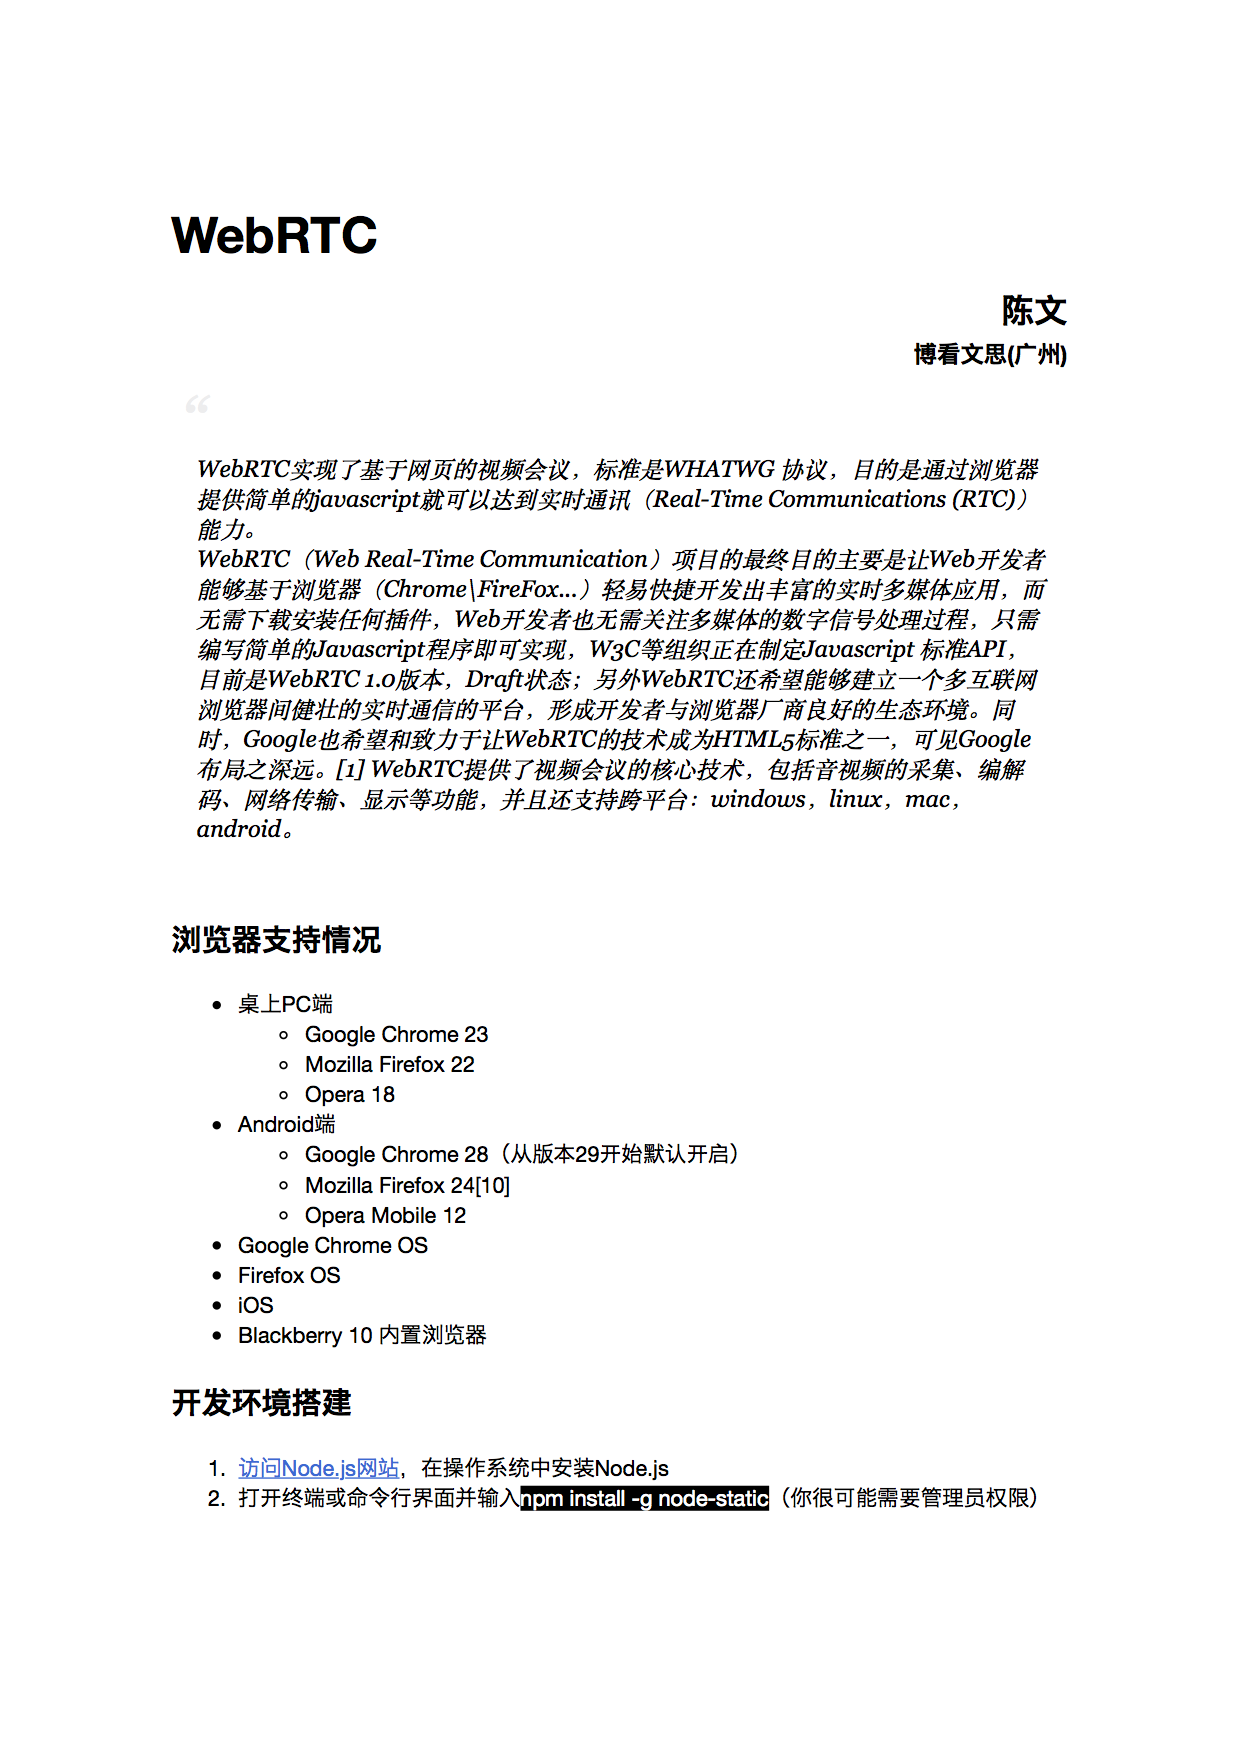 WebRTC
陈文
博看文思(广州)
“
WebRTC实现了基于网页的视频会议，标准是WHATWG 协议，目的是通过浏览器
提供简单的javascript就可以达到实时通讯（Real-Time Communications (RTC)）
能力。
WebRTC（Web Real-Time Communication）项目的最终目的主要是让Web开发者
能够基于浏览器（Chrome\FireFox...）轻易快捷开发出丰富的实时多媒体应用，而
无需下载安装任何插件，Web开发者也无需关注多媒体的数字信号处理过程，只需
编写简单的Javascript程序即可实现，W3C等组织正在制定Javascript 标准API，
目前是WebRTC 1.0版本，Draft状态；另外WebRTC还希望能够建立一个多互联网
浏览器间健壮的实时通信的平台，形成开发者与浏览器厂商良好的生态环境。同
时，Google也希望和致力于让WebRTC的技术成为HTML5标准之一，可见Google
布局之深远。[1] WebRTC提供了视频会议的核心技术，包括音视频的采集、编解
码、网络传输、显示等功能，并且还支持跨平台：windows，linux，mac，
android。
浏览器支持情况
• 桌上PC端
◦ Google Chrome 23
◦ Mozilla Firefox 22
◦ Opera 18
• Android端
◦ Google Chrome 28（从版本29开始默认开启）
◦ Mozilla Firefox 24[10]
◦ Opera Mobile 12
• Google Chrome OS
• Firefox OS
• iOS
• Blackberry 10 内置浏览器
开发环境搭建
1. 访问Node.js网站，在操作系统中安装Node.js
2. 打开终端或命令行界面并输入npm install -g node-static（你很可能需要管理员权限）